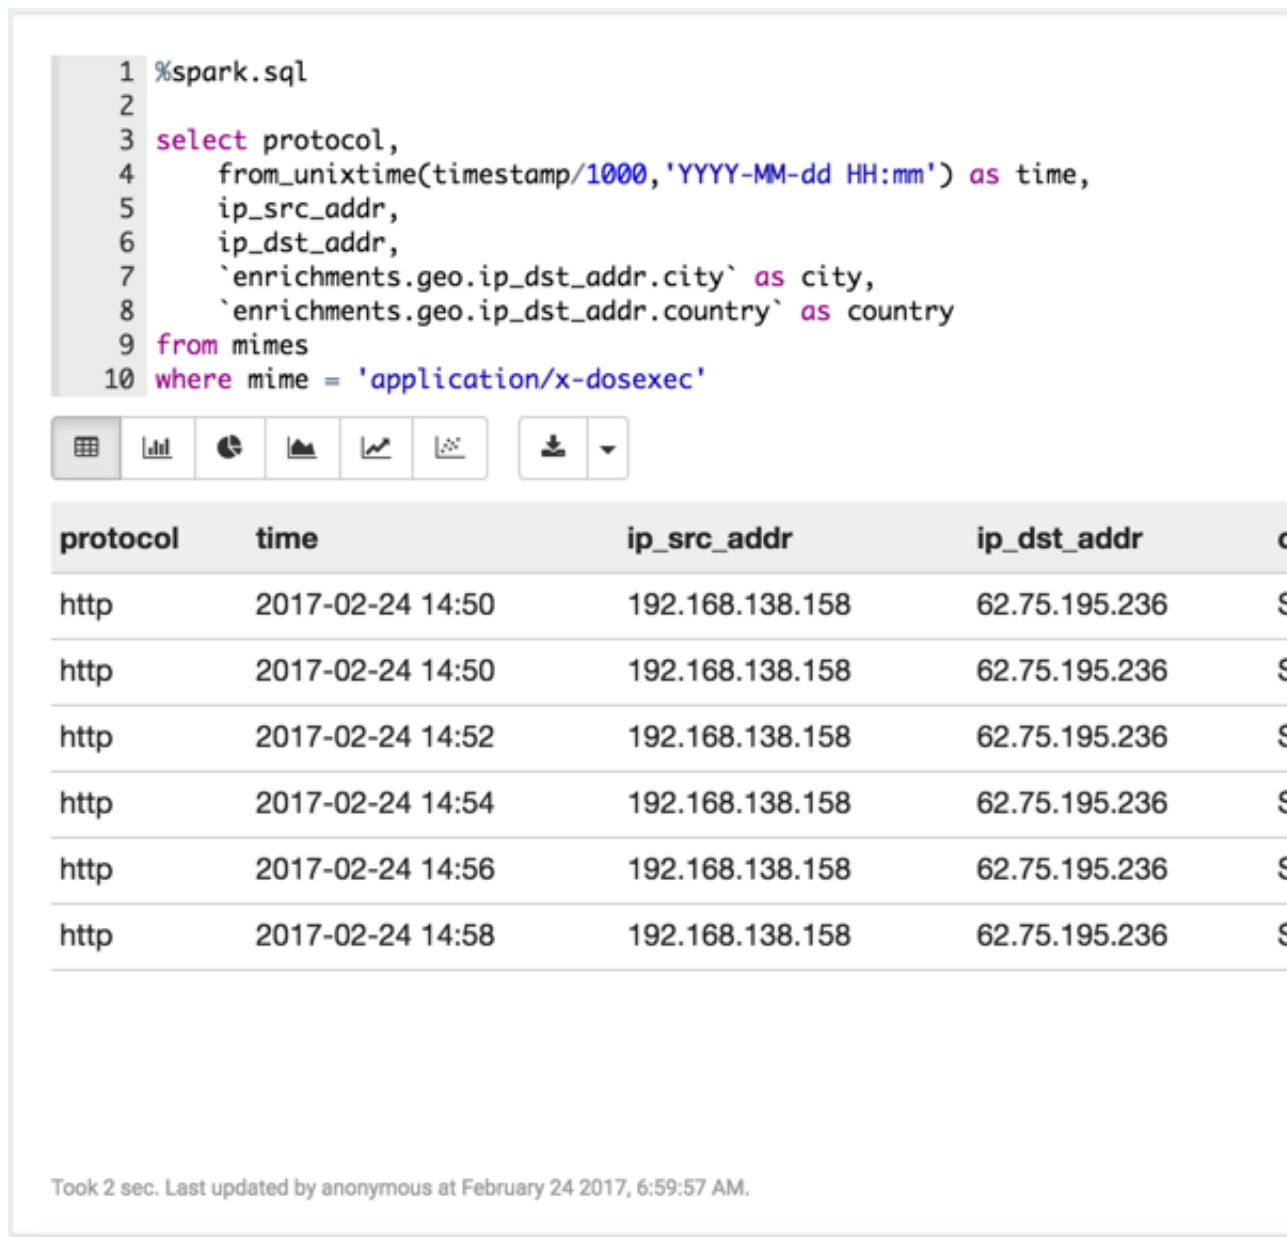 1 %spark.sql
2
3 select protocol,
4 from_unixtime(timestamp/1000,'YYYY-MM-dd HH:mm') as time,
5 ip_src_addr,
6 ip_dst_addr,
7 `enrichments.geo.ip_dst_addr.city` as city,
8 `enrichments.geo.ip_dst_addr.country` as country
9 from mimes
10 where mime = 'application/x-dosexec'
protocol time ip_src_addr ip_dst_addr
http 2017-02-24 14:50 192.168.138.158 62.75.195.236
http 2017-02-24 14:50 192.168.138.158 62.75.195.236
http 2017-02-24 14:52 192.168.138.158 62.75.195.236
http 2017-02-24 14:54 192.168.138.158 62.75.195.236
http 2017-02-24 14:56 192.168.138.158 62.75.195.236
http 2017-02-24 14:58 192.168.138.158 62.75.195.236
Took 2 sec. Last updated by anonymous at February 24 2017, 6:59:57 AM.